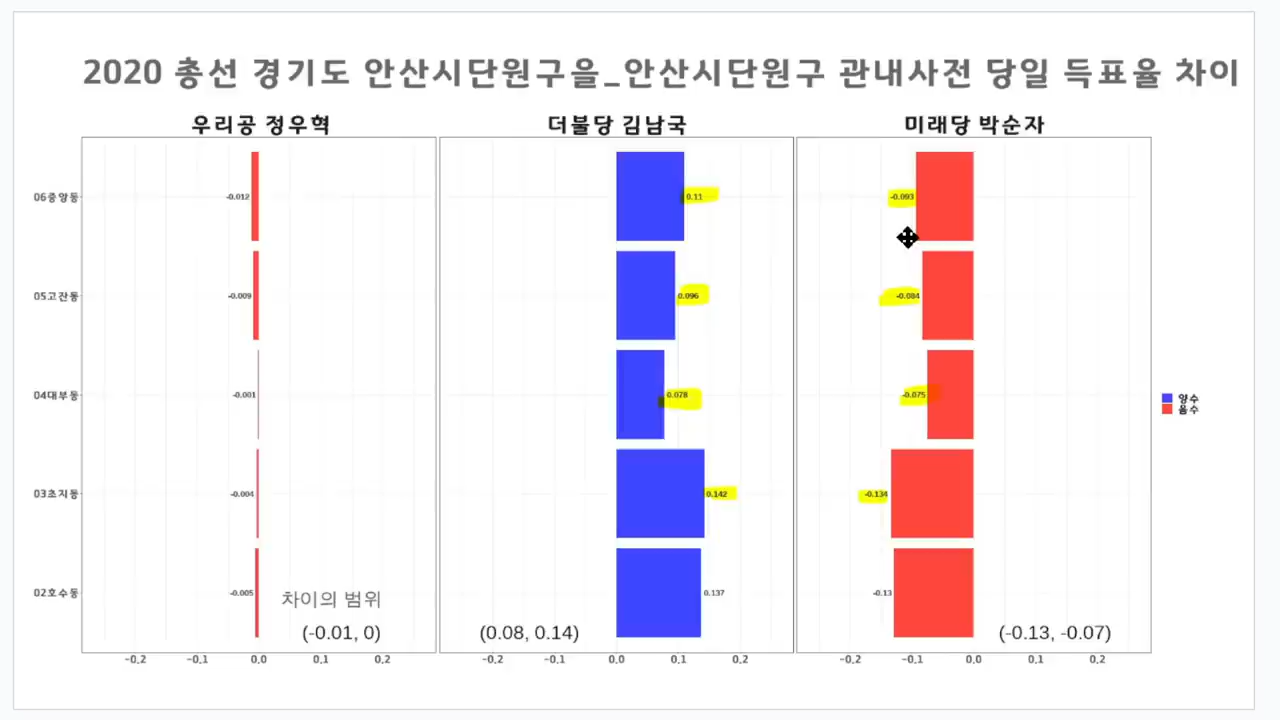 2020 총선 경기도 안산시단원구을_안산시단원구 관내사전 당일 득표율 차이
우리공 정우혁
더불당 김남국
미래당 박순자
06중앙동
-0.012
0.11
-0.093
05고잔동
-0.009
0.096
-0.084
04대부동
-0.001
0.078
-0.075
양수
음수
03초지동
-0.004
0.142
-0.134
02호수동
-0.005
0.137
-0.13
차이의 범위
(-0.01, 0)
(0.08, 0.14)
(-0.13, -0.07)
-0.2 -0.1 0.0 0.1 0.2
-0.2 -0.1 0.0 0.1 0.2
-0.2 -0.1 0.0 0.1 0.2